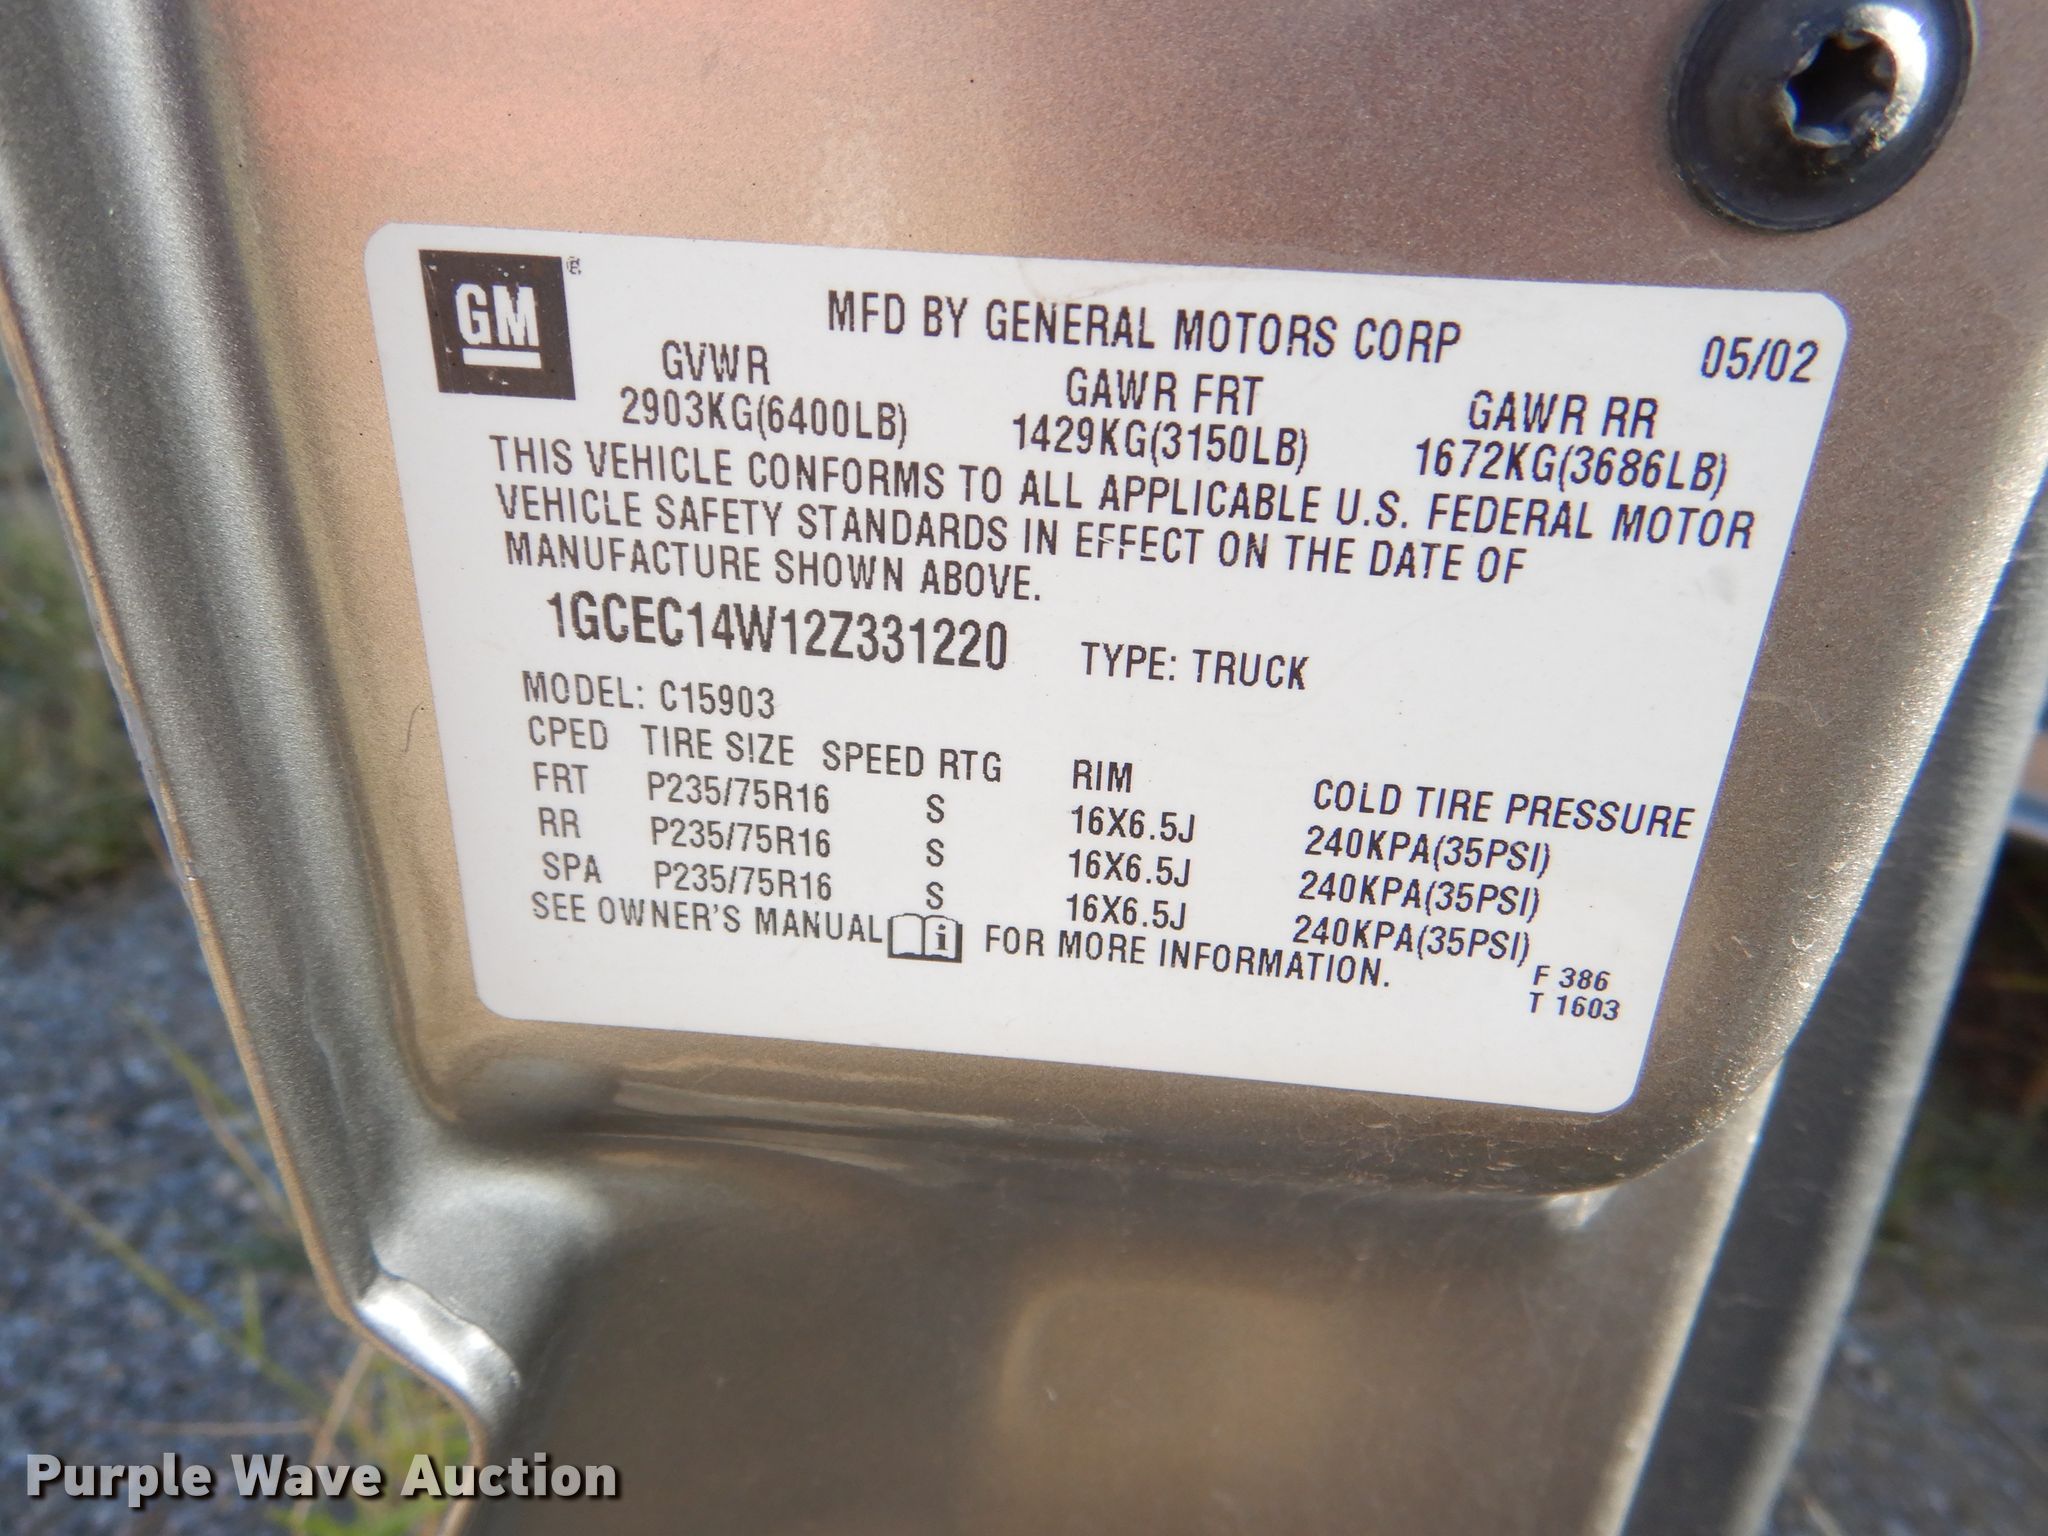 GM
MFD BY GENERAL MOTORS CORP 05/02
GVWR GAWR FRT GAWR RR
2903KG(6400LB) 1429KG(3150LB) 1672KG(3686LB)
THIS VEHICLE CONFORMS TO ALL APPLICABLE U.S. FEDERAL MOTOR
VEHICLE SAFETY STANDARDS IN EFFECT ON THE DATE OF
MANUFACTURE SHOWN ABOVE.
1GCEC14W12Z331220 TYPE: TRUCK
MODEL: C15903
CPED TIRE SIZE SPEED RTG RIM COLD TIRE PRESSURE
FRT P235/75R16 S 16X6.5J 240KPA(35PSI)
RR P235/75R16 S 16X6.5J 240KPA(35PSI)
SPA P235/75R16 S 16X6.5J 240KPA(35PSI)
SEE OWNER'S MANUAL i FOR MORE INFORMATION.
F 386
T 1603
Purple Wave Auction